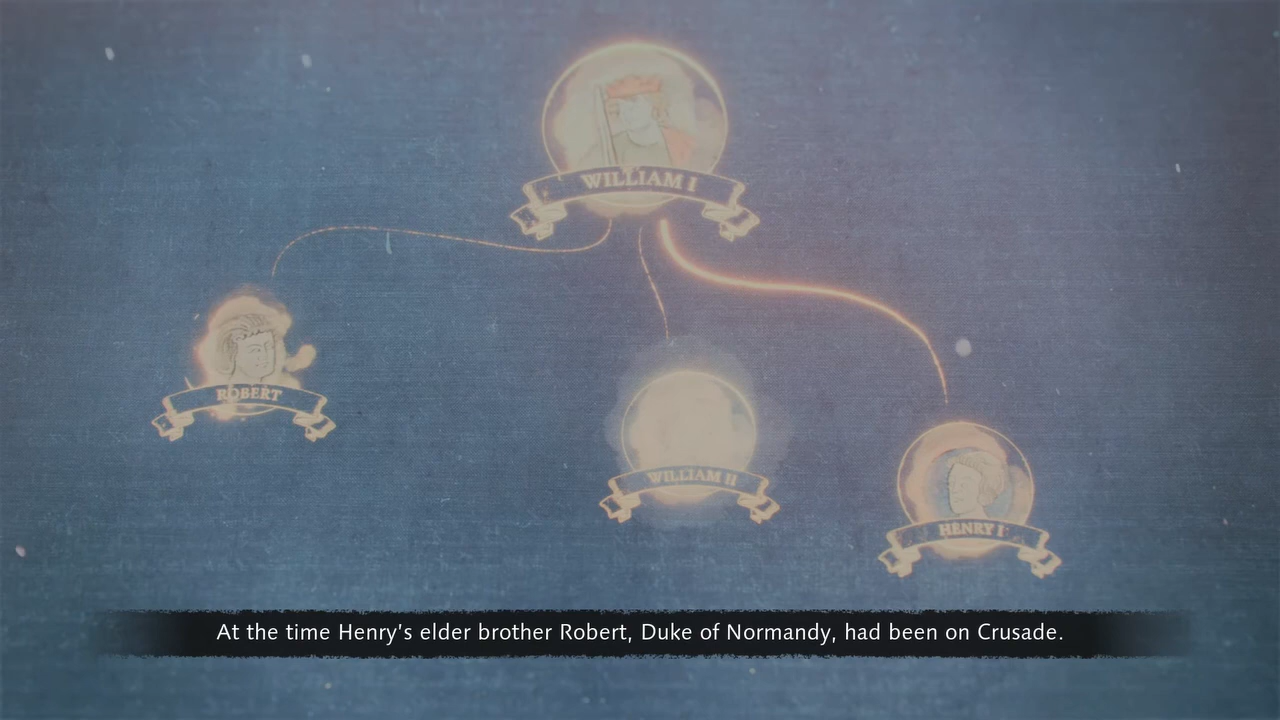 WILLIAM I
ROBERT
WILLIAM II
HENRY I
At the time Henry's elder brother Robert, Duke of Normandy, had been on Crusade.